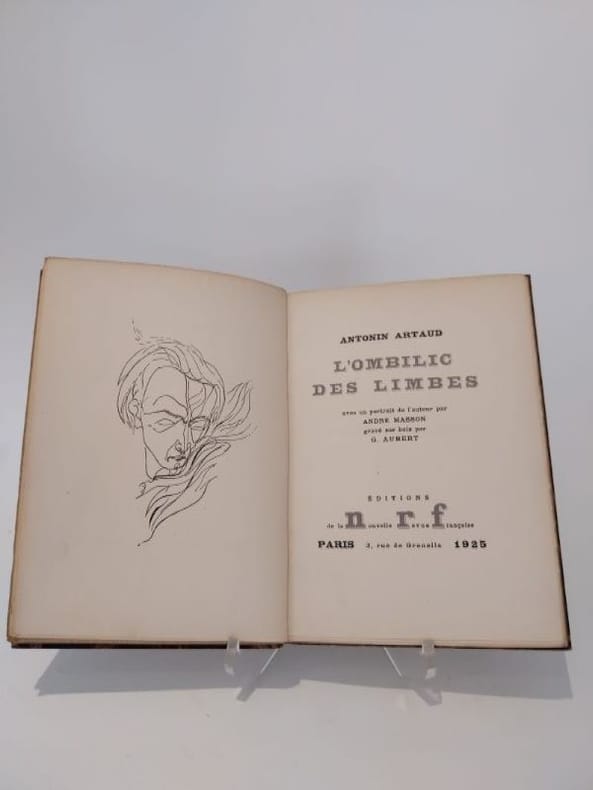 ANTONIN ARTAUD
L'OMBILIC
DES LIMBES
avec un portrait de l'auteur par
ANDRÉ MASSON
gravé sur bois par
G. AUBERT
ÉDITIONS
de la nouvelle revue française
PARIS 3, rue de Grenelle 1925